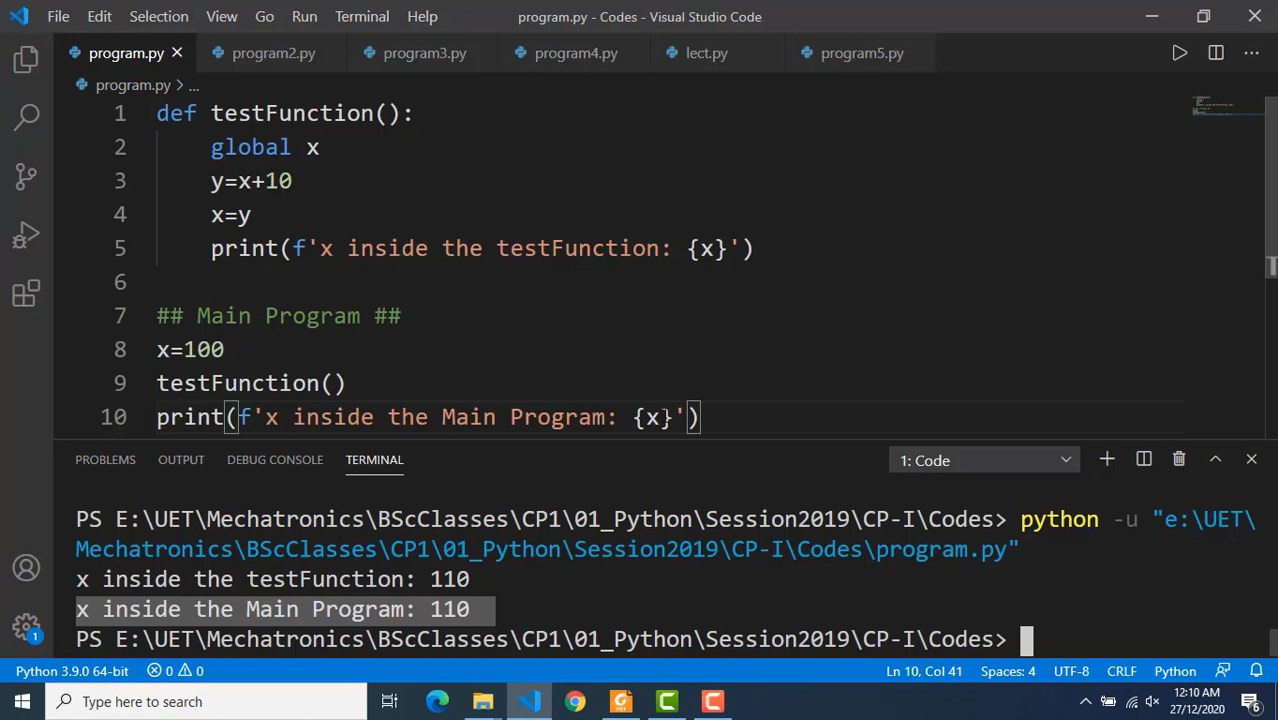 File Edit Selection View Go Run Terminal Help program.py - Codes - Visual Studio Code
program.py program2.py program3.py program4.py lect.py program5.py
program.py > ...
1 def testFunction():
2 global x
3 y=x+10
4 x=y
5 print(f'x inside the testFunction: {x}')
6
7 ## Main Program ##
8 x=100
9 testFunction()
10 print(f'x inside the Main Program: {x}')
PROBLEMS OUTPUT DEBUG CONSOLE TERMINAL 1: Code
PS E:\UET\Mechatronics\BScClasses\CP1\01_Python\Session2019\CP-I\Codes> python -u "e:\UET\
Mechatronics\BScClasses\CP1\01_Python\Session2019\CP-I\Codes\program.py"
x inside the testFunction: 110
x inside the Main Program: 110
PS E:\UET\Mechatronics\BScClasses\CP1\01_Python\Session2019\CP-I\Codes>
1
Python 3.9.0 64-bit 0 0 Ln 10, Col 41 Spaces: 4 UTF-8 CRLF Python
Type here to search
12:10 AM
27/12/2020
6